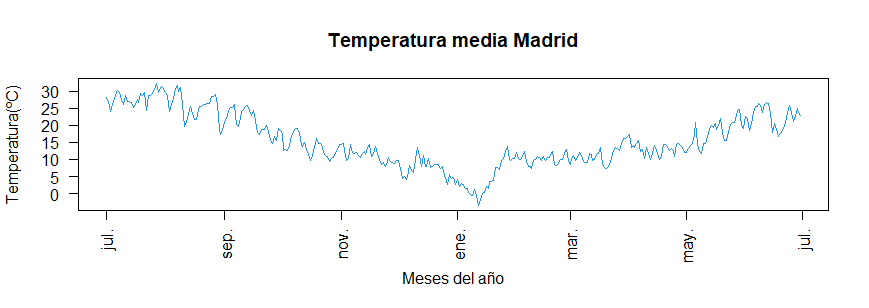 Temperatura media Madrid
Temperatura(ºC)
30
25
20
15
10
5
0
jul.
sep.
nov.
ene.
mar.
may.
jul.
Meses del año